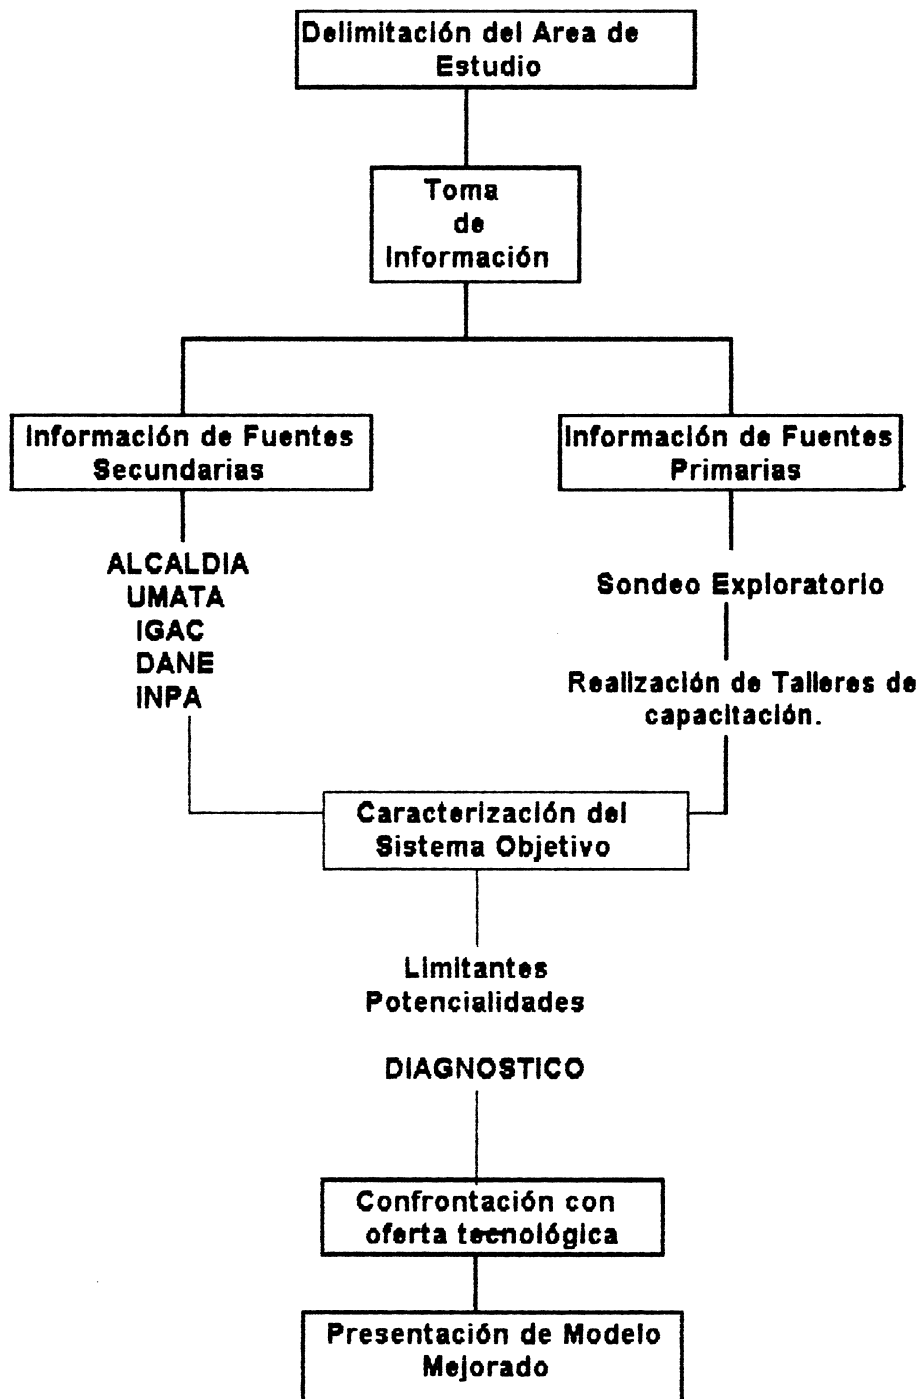 Delimitación del Area de
Estudio
Toma
de
Información
Información de Fuentes
Secundarias
Información de Fuentes
Primarias
ALCALDIA
UMATA
IGAC
DANE
INPA
Sondeo Exploratorio
Realización de Talleres de
capacitación.
Caracterización del
Sistema Objetivo
Limitantes
Potencialidades
DIAGNOSTICO
Confrontación con
oferta tecnológica
Presentación de Modelo
Mejorado